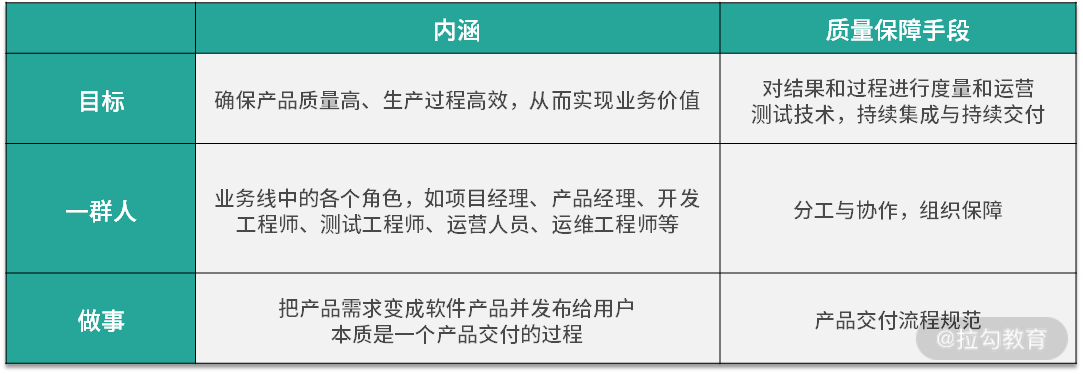 内涵
质量保障手段
目标
确保产品质量高、生产过程高效，从而实现业务价值
对结果和过程进行度量和运营
测试技术，持续集成与持续交付
一群人
业务线中的各个角色，如项目经理、产品经理、开发
工程师、测试工程师、运营人员、运维工程师等
分工与协作，组织保障
做事
把产品需求变成软件产品并发布给用户
本质是一个产品交付的过程
产品交付流程规范
@拉勾教育